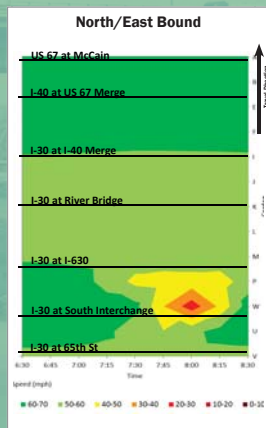 North/East Bound
US 67 at McCain
I-40 at US 67 Merge
I-30 at I-40 Merge
I-30 at River Bridge
I-30 at I-630
I-30 at South Interchange
I-30 at 65th St
6:30 6:45 7:00 7:15 7:30 7:45 8:00 8:15 8:30
Time
Speed (mph)
60-70 50-60 40-50 30-40 20-30 10-20 0-10